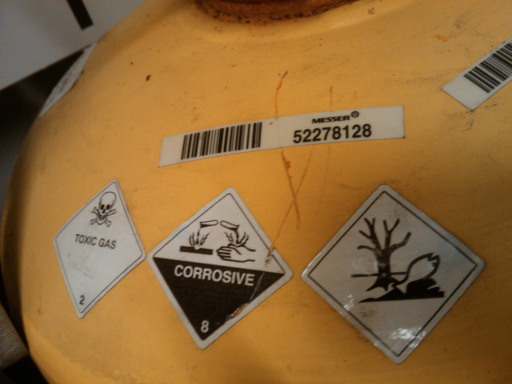 MESSER
52278128
TOXIC GAS
2
CORROSIVE
8